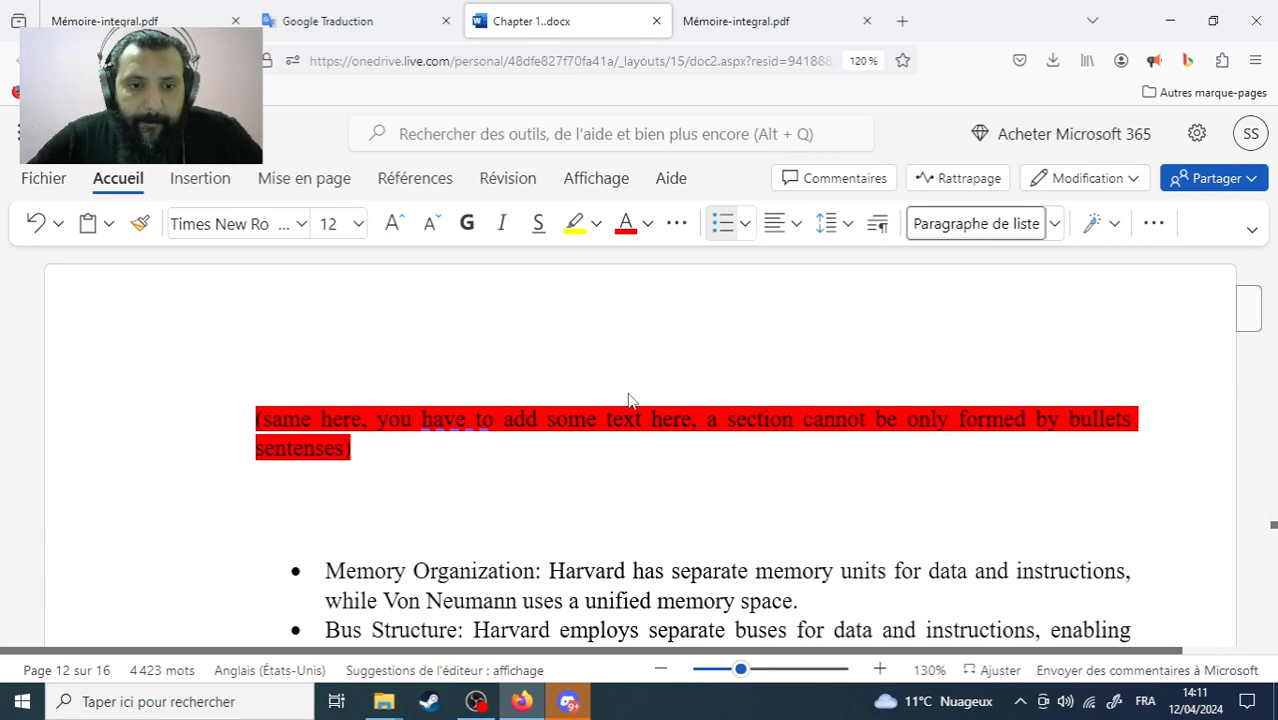 Mémoire-integral.pdf
Google Traduction
Chapter 1..docx
Mémoire-integral.pdf
https://onedrive.live.com/personal/48dfe827f70fa41a/_layouts/15/doc2.aspx?resid=941888
120 %
Autres marque-pages
Rechercher des outils, de l'aide et bien plus encore (Alt + Q)
Acheter Microsoft 365
SS
Fichier Accueil Insertion Mise en page Références Révision Affichage Aide
Commentaires Rattrapage Modification Partager
Times New Ro ... 12 G I S A Paragraphe de liste
(same here, you have to add some text here, a section cannot be only formed by bullets
sentenses)
• Memory Organization: Harvard has separate memory units for data and instructions,
while Von Neumann uses a unified memory space.
• Bus Structure: Harvard employs separate buses for data and instructions, enabling
Page 12 sur 16 4 423 mots Anglais (États-Unis) Suggestions de l'éditeur : affichage 130% Ajuster Envoyer des commentaires à Microsoft
Taper ici pour rechercher
9+
11°C Nuageux
FRA
14:11
12/04/2024